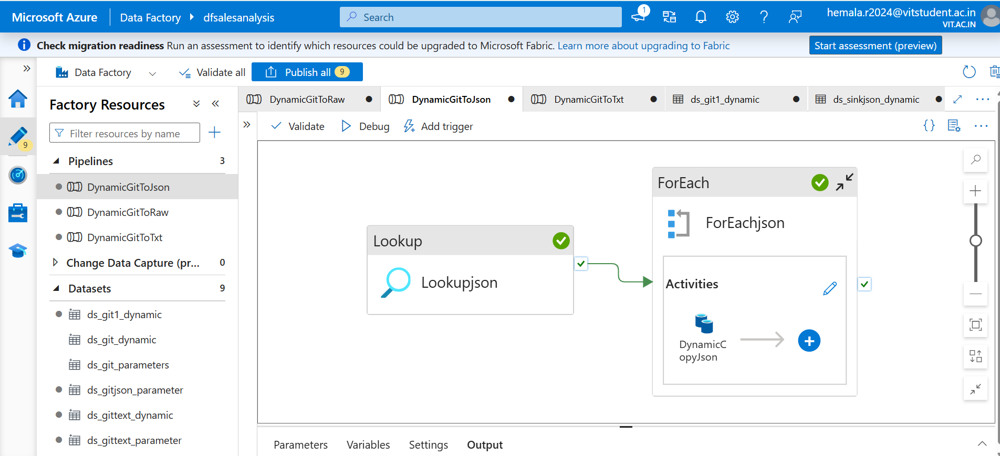 Microsoft Azure
Data Factory
dfsalesanalysis
Search
1
hemala.r2024@vitstudent.ac.in
VIT.AC.IN
Check migration readiness Run an assessment to identify which resources could be upgraded to Microsoft Fabric. Learn more about upgrading to Fabric
Start assessment (preview)
Data Factory
Validate all
Publish all 9
9
Factory Resources
Filter resources by name
Pipelines 3
DynamicGitToJson
DynamicGitToRaw
DynamicGitToTxt
Change Data Capture (pr... 0
Datasets 9
ds_git1_dynamic
ds_git_dynamic
ds_git_parameters
ds_gitjson_parameter
ds_gittext_dynamic
ds_gittext_parameter
DynamicGitToRaw
DynamicGitToJson
DynamicGitToTxt
ds_git1_dynamic
ds_sinkjson_dynamic
Validate
Debug
Add trigger
Lookup
Lookupjson
ForEach
ForEachjson
Activities
DynamicC
opyJson
Parameters
Variables
Settings
Output